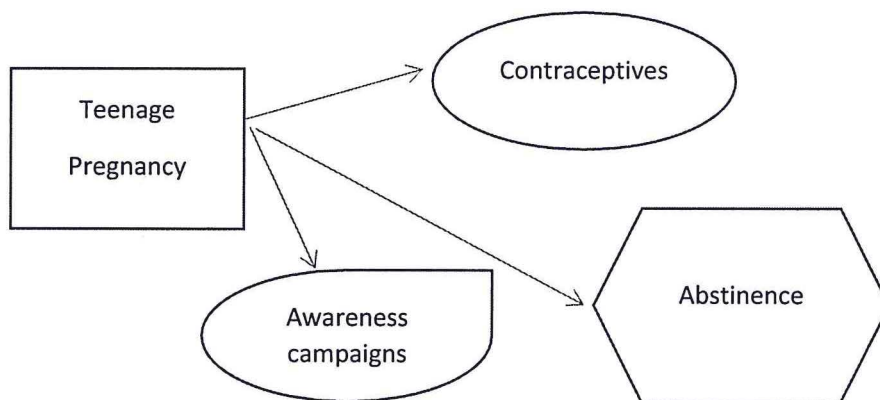 Teenage
Pregnancy
Contraceptives
Awareness
campaigns
Abstinence